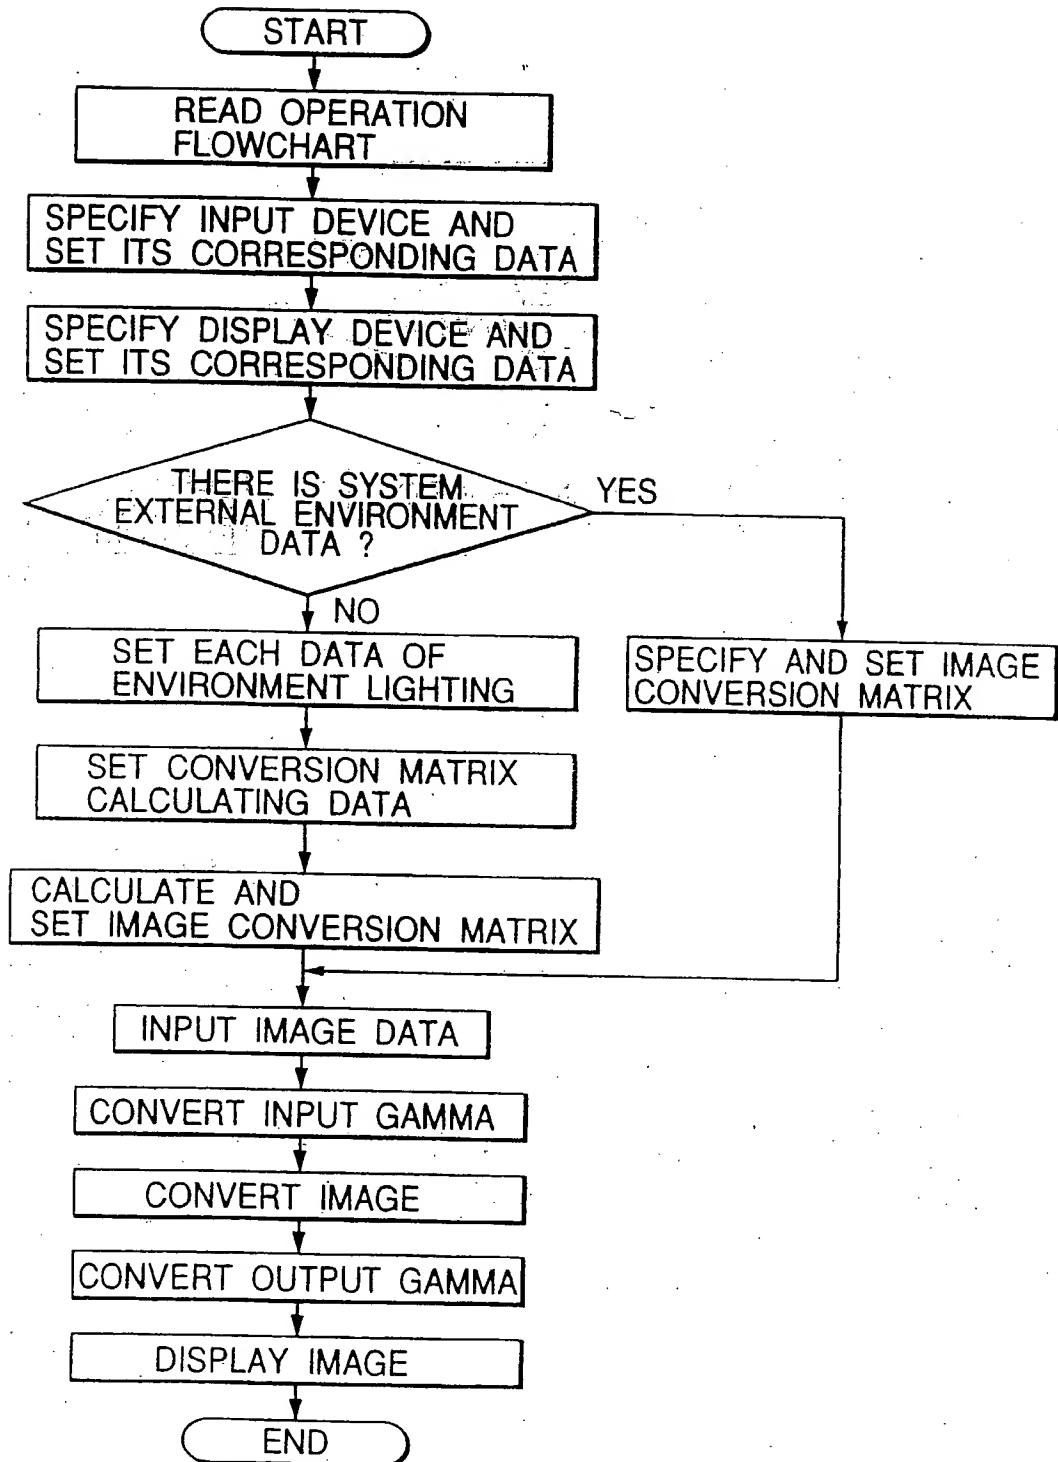 START
READ OPERATION
FLOWCHART
SPECIFY INPUT DEVICE AND
SET ITS CORRESPONDING DATA
SPECIFY DISPLAY DEVICE AND
SET ITS CORRESPONDING DATA
THERE IS SYSTEM
EXTERNAL ENVIRONMENT
DATA ?
YES
NO
SET EACH DATA OF
ENVIRONMENT LIGHTING
SPECIFY AND SET IMAGE
CONVERSION MATRIX
SET CONVERSION MATRIX
CALCULATING DATA
CALCULATE AND
SET IMAGE CONVERSION MATRIX
INPUT IMAGE DATA
CONVERT INPUT GAMMA
CONVERT IMAGE
CONVERT OUTPUT GAMMA
DISPLAY IMAGE
END